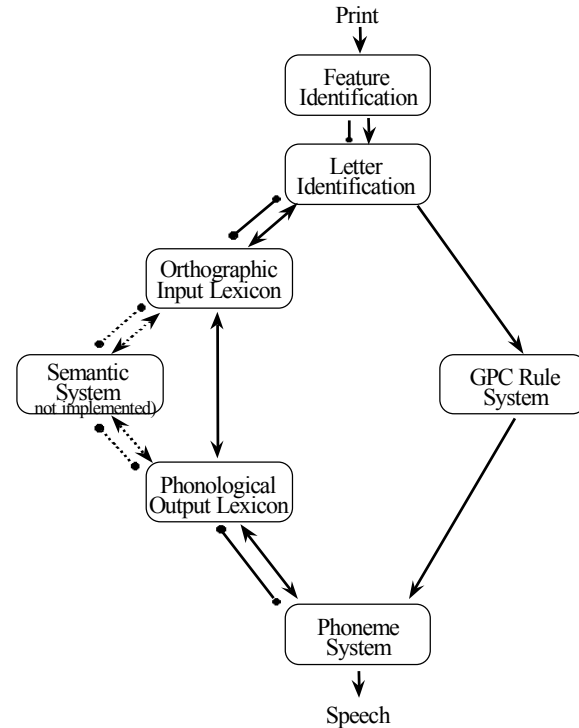 Print
Feature
Identification
Letter
Identification
Orthographic
Input Lexicon
Semantic
System
not implemented)
GPC Rule
System
Phonological
Output Lexicon
Phoneme
System
Speech